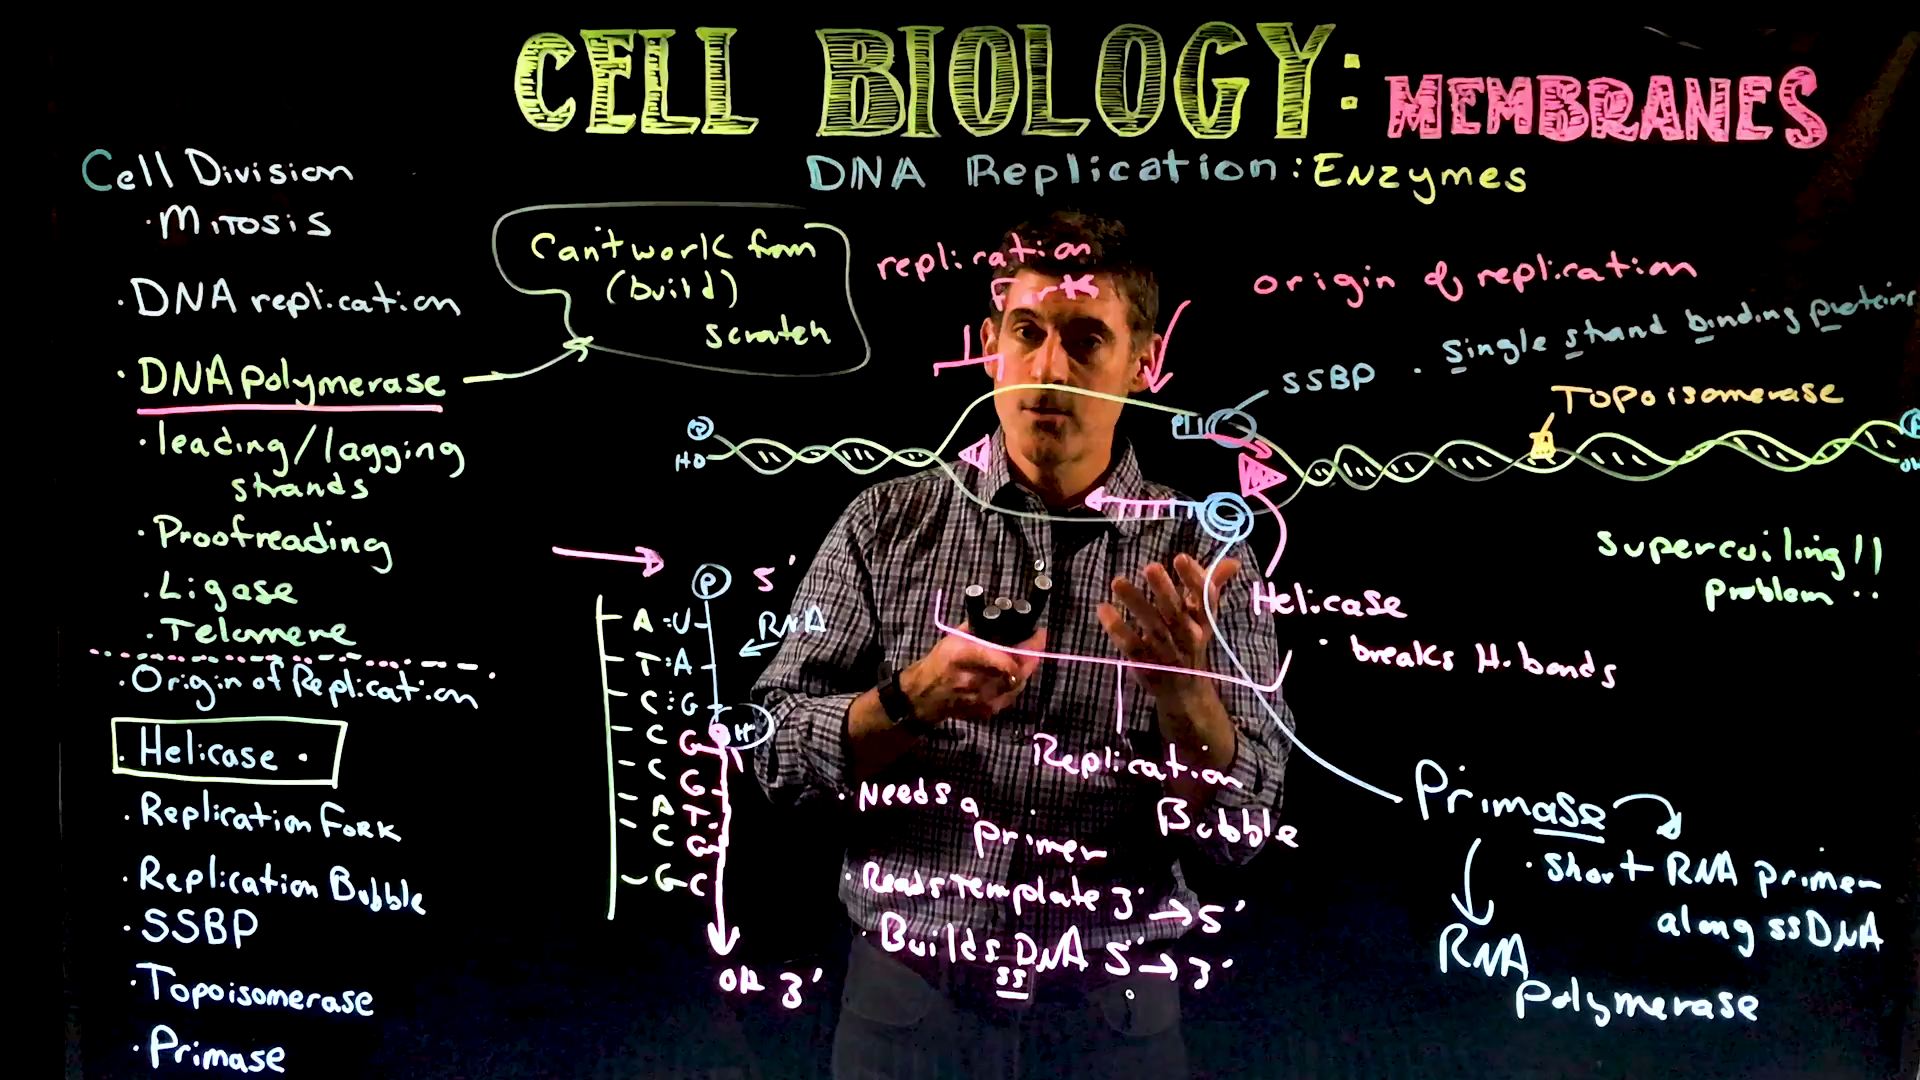 CELL BIOLOGY: MEMBRANES
DNA Replication: Enzymes
Cell Division
· Mitosis
· DNA replication
· DNA polymerase
· leading/lagging
strands
· Proofreading
· Ligase
· Telomere
· Origin of Replication
· Helicase ·
· Replication Fork
· Replication Bubble
· SSBP
· Topoisomerase
· Primase
Can't work from
(build)
scratch
replication
Fork
origin of replication
SSBP · single strand binding proteins
Topoisomerase
P
HO
P
OH
supercoiling!!
problem
Helicase
· breaks H-bonds
Replication
Bubble
P 5'
RNA
A : U
T : A
C : G
C G
C G
A T
C G
G C
H
OH 3'
· Needs a
primer
· Reads template 3' → 5'
· Builds DNA 5' → 3'
ss
Primase
· short RNA primer
along ssDNA
RNA
polymerase